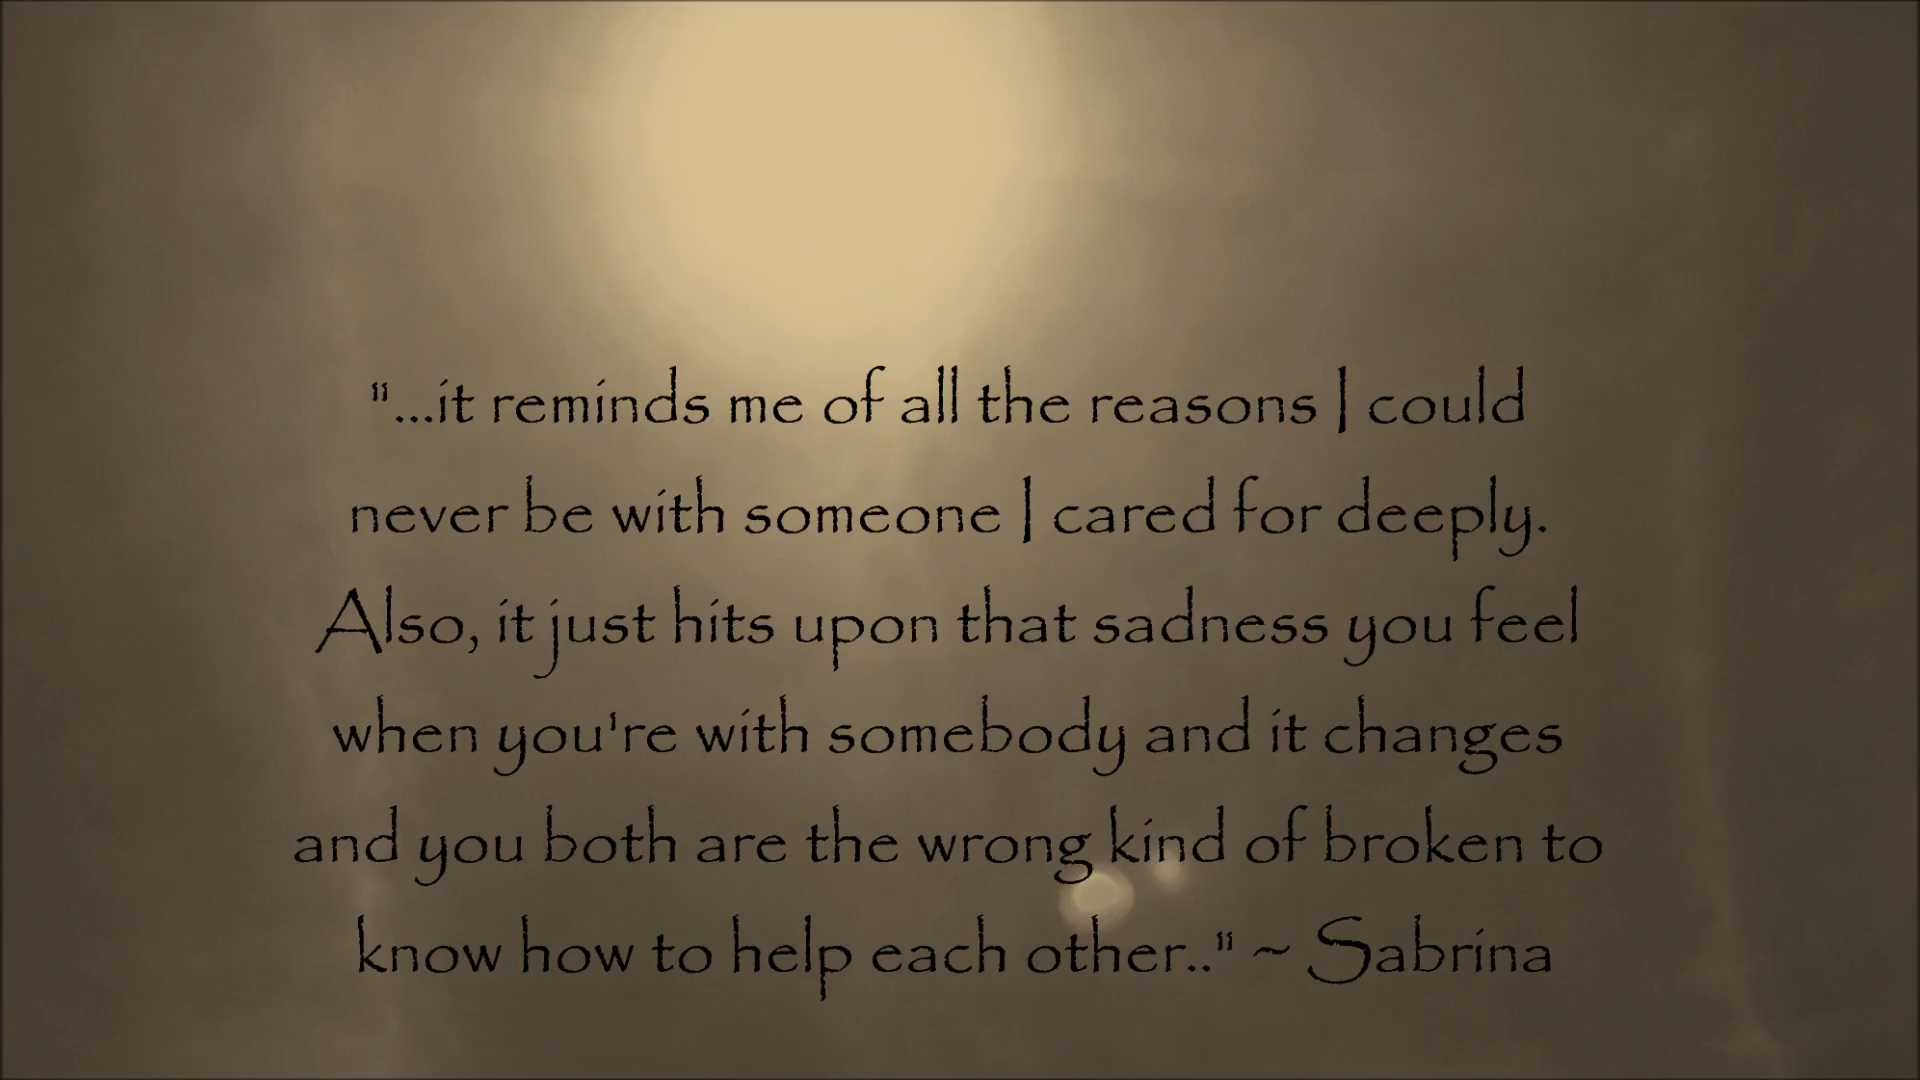 "...it reminds me of all the reasons I could
never be with someone I cared for deeply.
Also, it just hits upon that sadness you feel
when you're with somebody and it changes
and you both are the wrong kind of broken to
know how to help each other.." ~ Sabrina